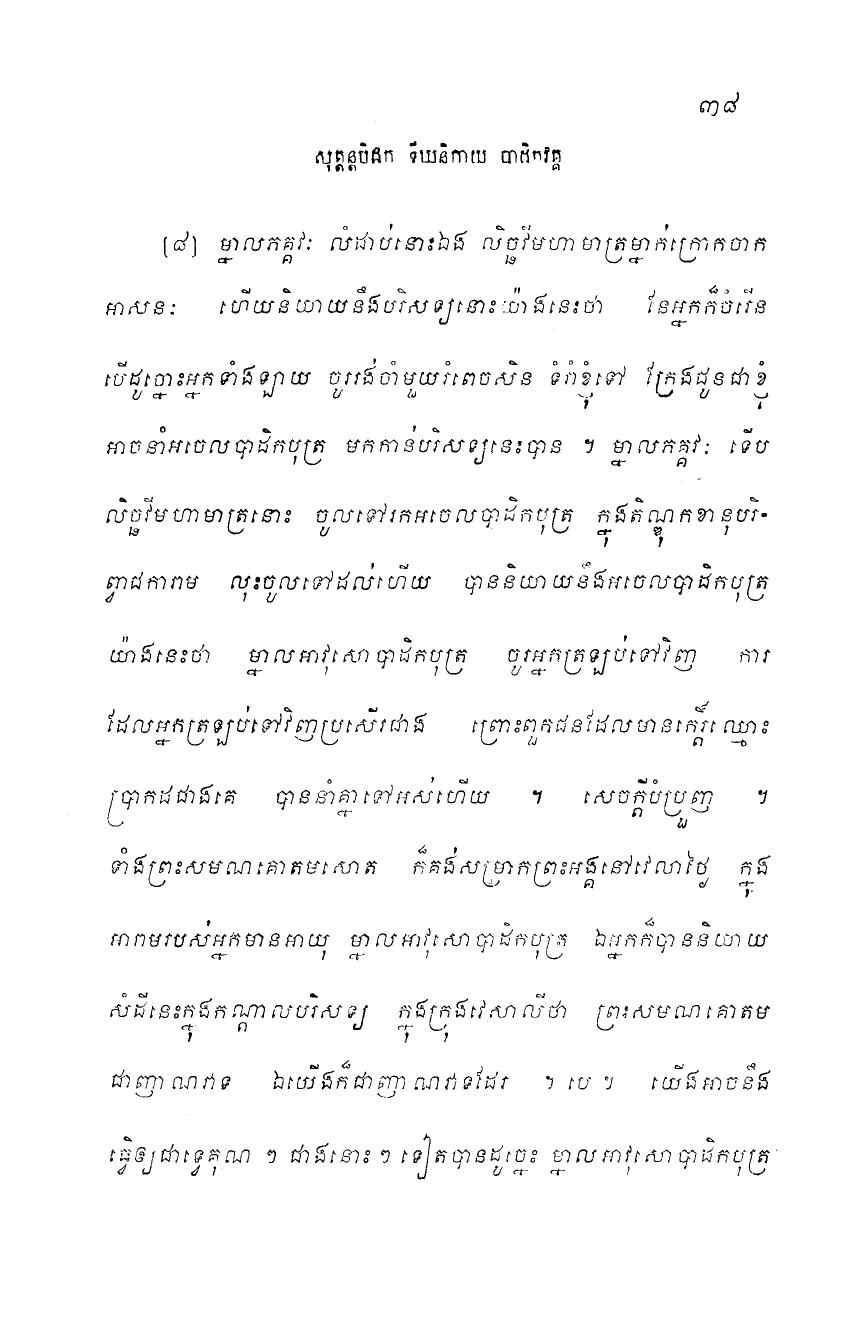 ៣៨
សុត្តន្តបិដក ទីឃនិកាយ បាដិកវគ្គ
[៨] ម្នាលភគ្គវៈ លំដាប់នោះឯង លិច្ឆវីមហាមាត្រម្នាក់ក្រោកចាក
អាសនៈ ហើយនិយាយនឹងបរិសទ្យនោះយ៉ាងនេះថា នែអ្នកក៏ចំរើន
បើដូច្នោះអ្នកទាំងឡាយ ចូររង់ចាំមួយរំពេចសិន ទំរាំខ្ញុំទៅ ក្រែងជួនជាខ្ញុំ
អាចនាំអចេលបាដិកបុត្រ មកកាន់បរិសទ្យនេះបាន ។ ម្នាលភគ្គវៈ ទើប
លិច្ឆវីមហាមាត្រនោះ ចូលទៅរកអចេលបាដិកបុត្រ ក្នុងតិណ្ឌុកខានុបរិ-
ព្វាជការាម លុះចូលទៅដល់ហើយ បាននិយាយនឹងអចេលបាដិកបុត្រ
យ៉ាងនេះថា ម្នាលអាវុសោបាដិកបុត្រ ចូរអ្នកត្រឡប់ទៅវិញ ការ
ដែលអ្នកត្រឡប់ទៅវិញប្រសើរជាង ព្រោះពួកជនដែលមានកេរ្តិ៍ឈ្មោះ
ប្រាកដជាងគេ បាននាំគ្នាទៅអស់ហើយ ។ សេចក្តីបំប្រួញ ។
ទាំងព្រះសមណគោតមសោត ក៏គង់សម្រាកព្រះអង្គនៅវេលាថ្ងៃ ក្នុង
អារាមរបស់អ្នកមានអាយុ ម្នាលអាវុសោបាដិកបុត្រ ឯអ្នកក៏បាននិយាយ
សំដីនេះក្នុងកណ្តាលបរិសទ្យ ក្នុងក្រុងវេសាលីថា ព្រះសមណគោតម
ជាញាណវាទ ឯយើងក៏ជាញាណវាទដែរ ។ បេ ។ យើងអាចនឹង
ធ្វើឲ្យជាទ្វេគុណ ៗ ជាងនោះ ៗ ទៀតបានដូច្នេះ ម្នាលអាវុសោបាដិកបុត្រ